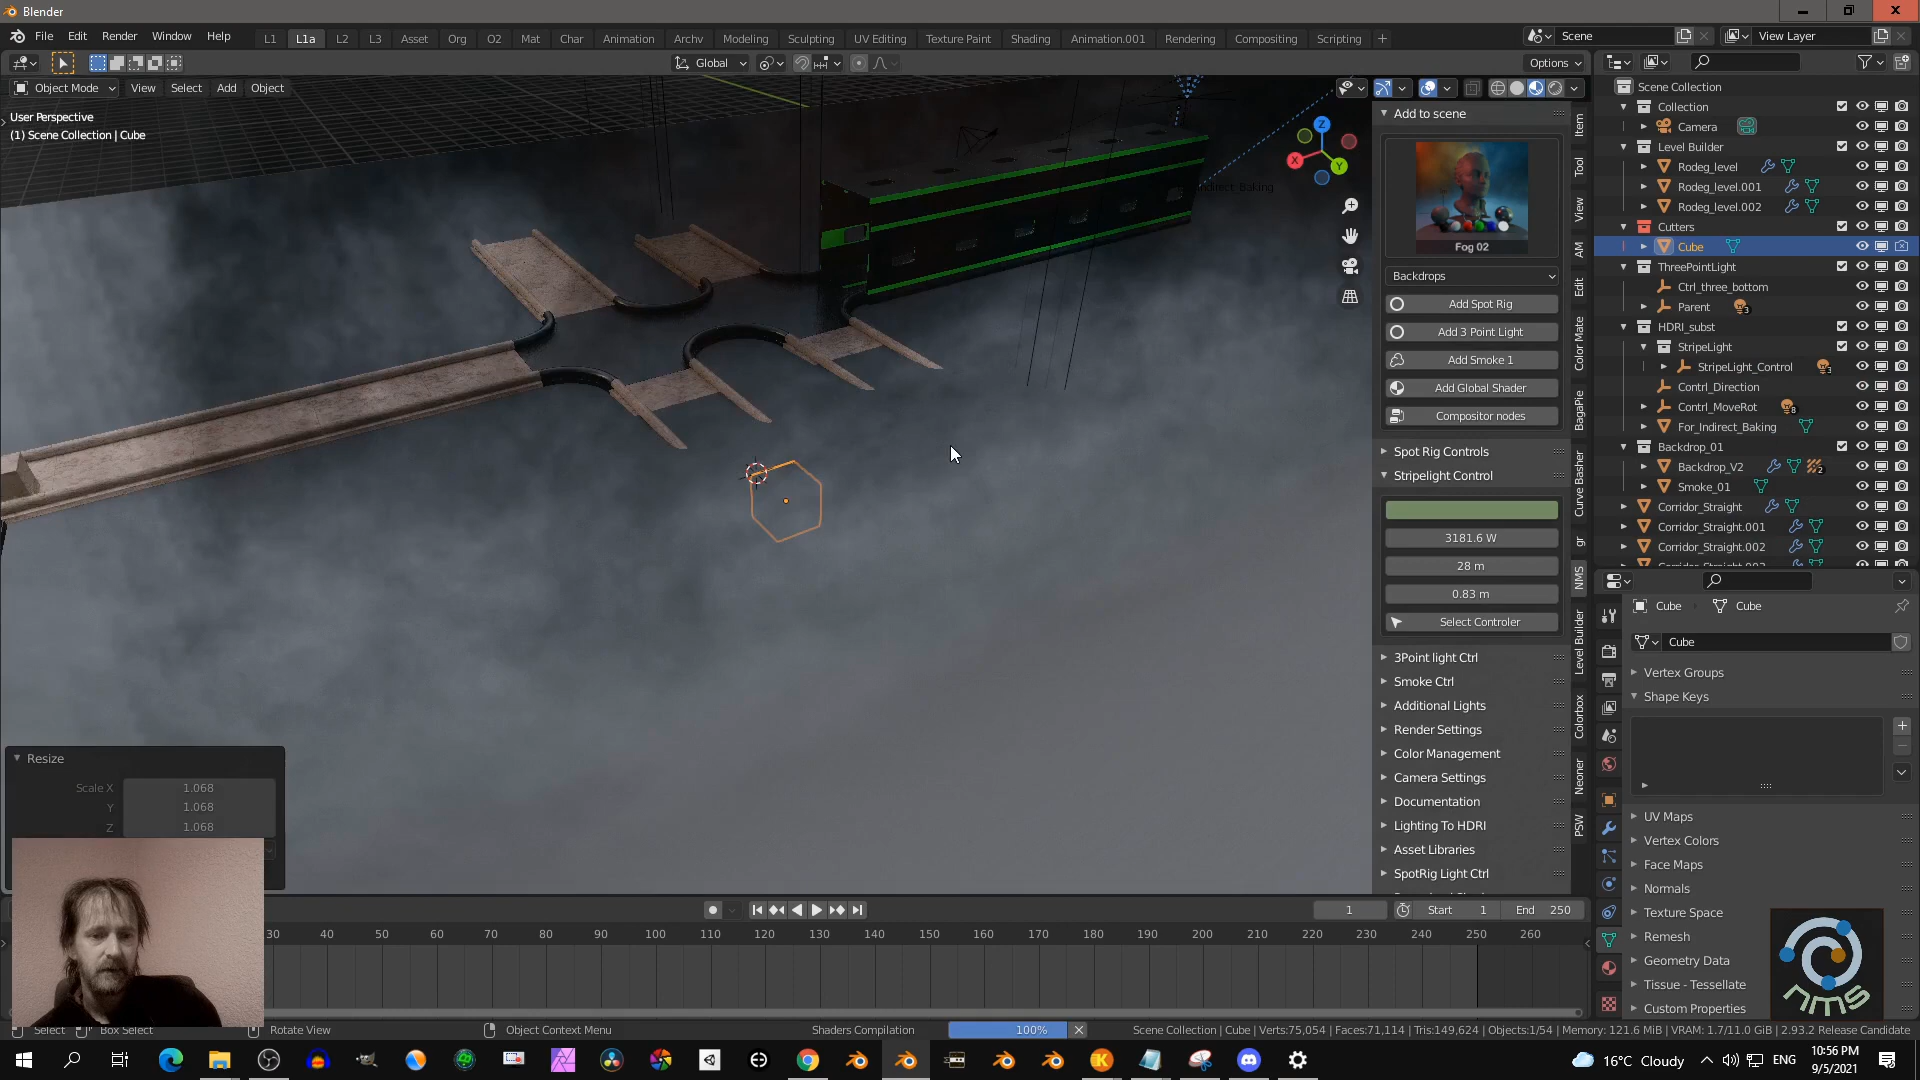 Blender
File Edit Render Window Help
L1 L1a L2 L3 Asset Org O2 Mat Char Animation Archv Modeling Sculpting UV Editing Texture Paint Shading Animation.001 Rendering Compositing Scripting +
Scene
View Layer
Global
Options
Object Mode View Select Add Object
User Perspective
(1) Scene Collection | Cube
Indirect_Baking
Z
X
Y
Add to scene
Fog 02
Backdrops
Add Spot Rig
Add 3 Point Light
Add Smoke 1
Add Global Shader
Compositor nodes
Spot Rig Controls
Stripelight Control
3181.6 W
28 m
0.83 m
Select Controler
3Point light Ctrl
Smoke Ctrl
Additional Lights
Render Settings
Color Management
Camera Settings
Documentation
Lighting To HDRI
Asset Libraries
SpotRig Light Ctrl
Item
Tool
View
AM
Edit
Color Mate
BagaPie
Curve Basher
gr
NMS
Level Builder
Colorbox
Neoner
PSW
Scene Collection
Collection
Camera
Level Builder
Rodeg_level
Rodeg_level.001
Rodeg_level.002
Cutters
Cube
ThreePointLight
Ctrl_three_bottom
Parent 3
HDRI_subst
StripeLight
StripeLight_Control 3
Contrl_Direction
Contrl_MoveRot 8
For_Indirect_Baking
Backdrop_01
Backdrop_V2 2
Smoke_01
Corridor_Straight
Corridor_Straight.001
Corridor_Straight.002
Cube Cube
Cube
Vertex Groups
Shape Keys
UV Maps
Vertex Colors
Face Maps
Normals
Texture Space
Remesh
Geometry Data
Tissue - Tessellate
Custom Properties
nms
Resize
Scale X 1.068
Y 1.068
Z 1.068
1 Start 1 End 250
30 40 50 60 70 80 90 100 110 120 130 140 150 160 170 180 190 200 210 220 230 240 250 260
Select Box Select Rotate View Object Context Menu Shaders Compilation 100% Scene Collection | Cube | Verts:75,054 | Faces:71,114 | Tris:149,624 | Objects:1/54 | Memory: 121.6 MiB | VRAM: 1.7/11.0 GiB | 2.93.2 Release Candidate
16°C Cloudy ENG 10:56 PM
9/5/2021